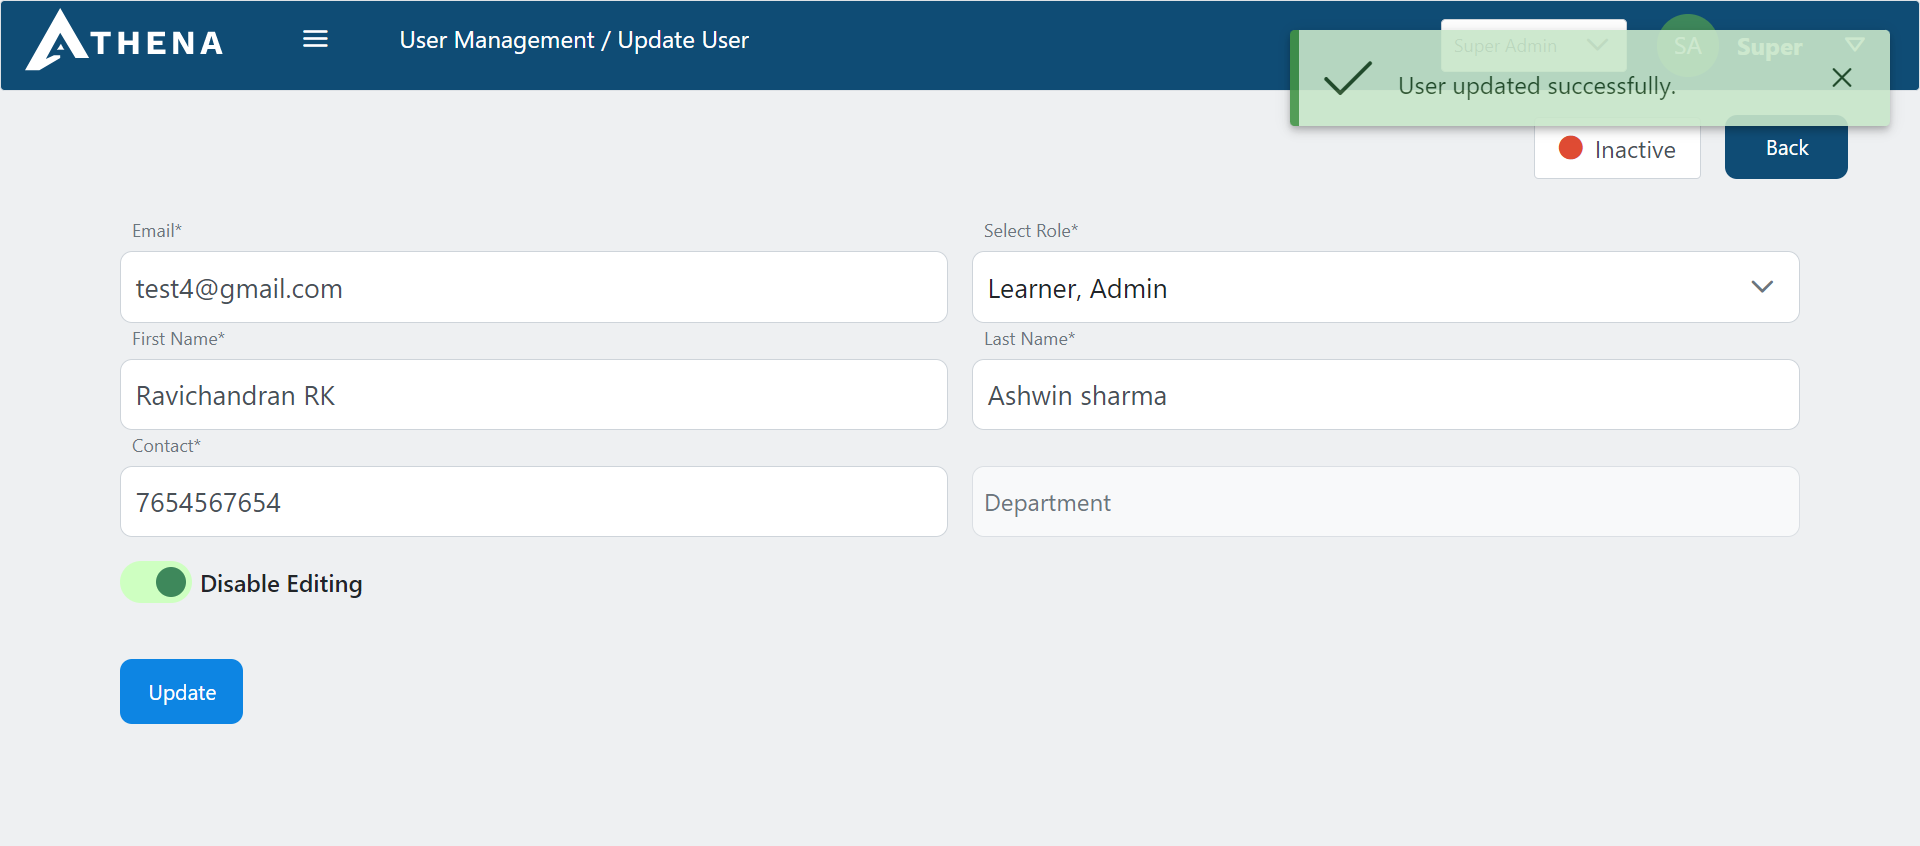 ATHENA
User Management / Update User
Super Admin
SA
Super
User updated successfully.
Inactive
Back
Email*
Select Role*
test4@gmail.com
Learner, Admin
First Name*
Last Name*
Ravichandran RK
Ashwin sharma
Contact*
7654567654
Department
Disable Editing
Update